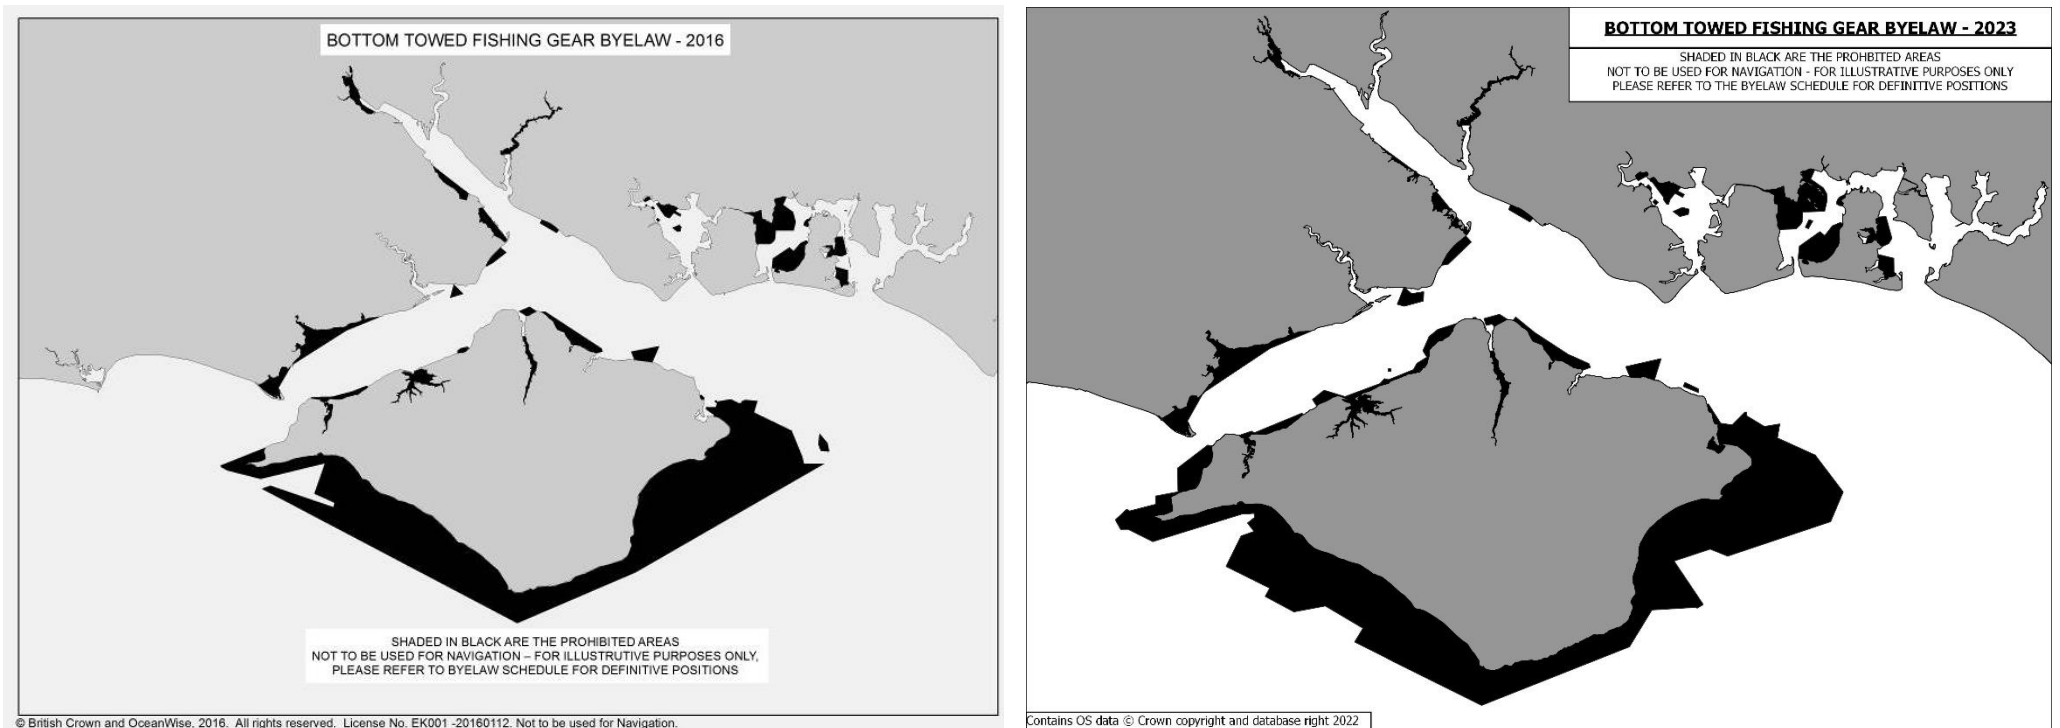 BOTTOM TOWED FISHING GEAR BYELAW - 2016
SHADED IN BLACK ARE THE PROHIBITED AREAS
NOT TO BE USED FOR NAVIGATION – FOR ILLUSTRUTIVE PURPOSES ONLY,
PLEASE REFER TO BYELAW SCHEDULE FOR DEFINITIVE POSITIONS
© British Crown and OceanWise, 2016. All rights reserved. License No. EK001 -20160112. Not to be used for Navigation.
BOTTOM TOWED FISHING GEAR BYELAW - 2023
SHADED IN BLACK ARE THE PROHIBITED AREAS
NOT TO BE USED FOR NAVIGATION - FOR ILLUSTRATIVE PURPOSES ONLY
PLEASE REFER TO THE BYELAW SCHEDULE FOR DEFINITIVE POSITIONS
Contains OS data © Crown copyright and database right 2022